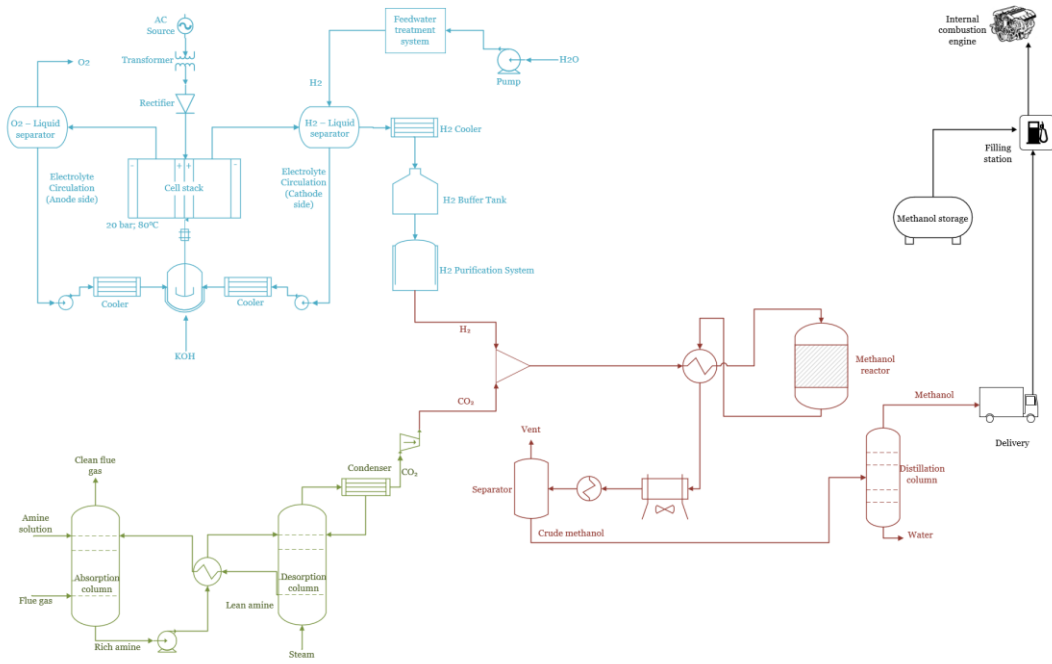 AC
Source
Transformer
Rectifier
O2
O2 – Liquid
separator
Electrolyte
Circulation
(Anode side)
- + + -
Cell stack
20 bar; 80ºC
Cooler
Cooler
KOH
Feedwater
treatment
system
H2O
Pump
H2
H2 – Liquid
separator
Electrolyte
Circulation
(Cathode
side)
H2 Cooler
H2 Buffer Tank
H2 Purification System
H₂
CO₂
Internal
combustion
engine
Filling
station
Methanol storage
Methanol
reactor
Methanol
Delivery
Distillation
column
Water
Vent
Separator
Crude methanol
Condenser
CO₂
Clean flue
gas
Amine
solution
Absorption
column
Flue gas
Rich amine
Lean amine
Desorption
column
Steam